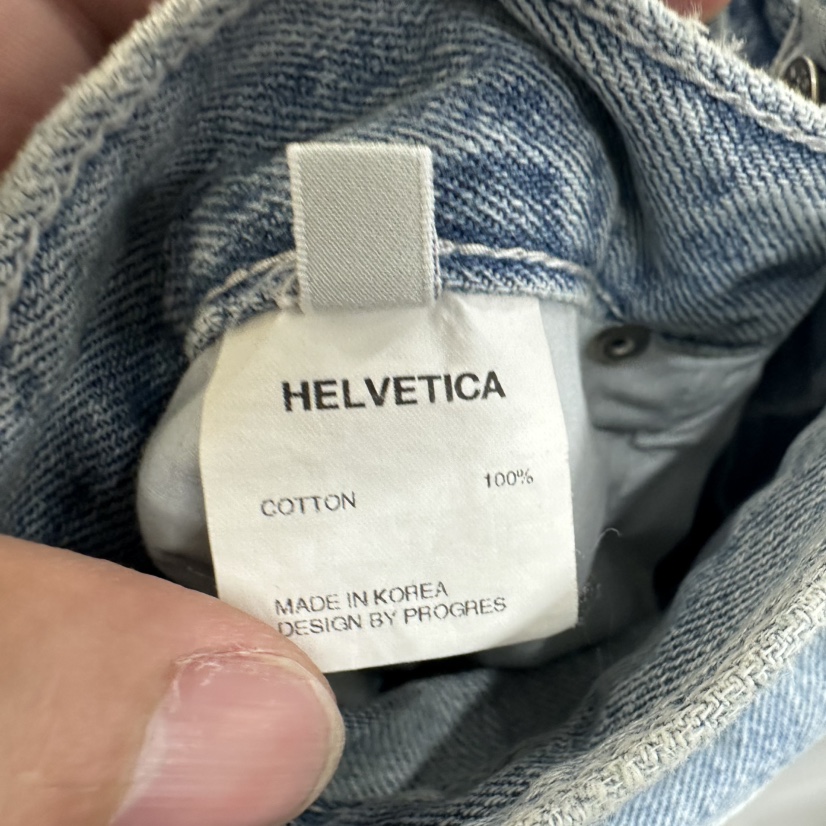 HELVETICA
COTTON 100%
MADE IN KOREA
DESIGN BY PROGRES